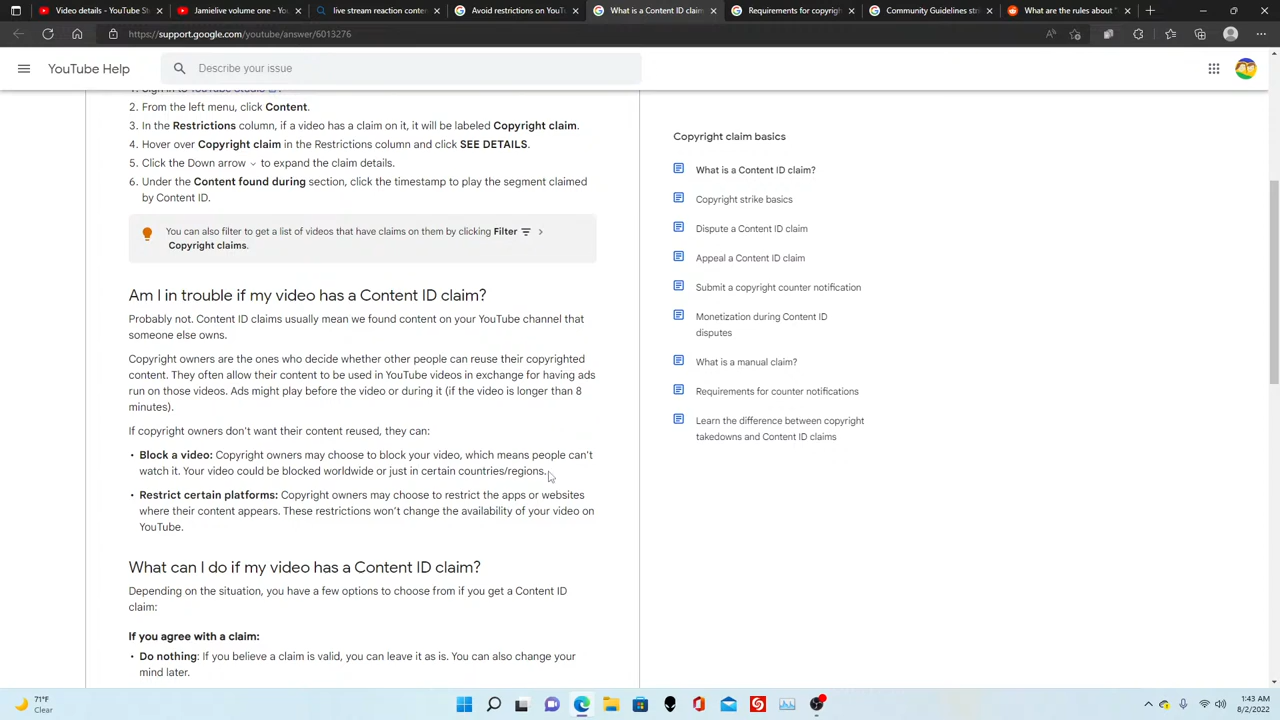 Video details - YouTube St
Jamielive volume one - YouT
live stream reaction conten
Avoid restrictions on YouTu
What is a Content ID claim?
Requirements for copyrigh
Community Guidelines strik
What are the rules about "
https://support.google.com/youtube/answer/6013276
YouTube Help
Describe your issue
1. Sign in to YouTube Studio
2. From the left menu, click Content.
3. In the Restrictions column, if a video has a claim on it, it will be labeled Copyright claim.
4. Hover over Copyright claim in the Restrictions column and click SEE DETAILS.
5. Click the Down arrow to expand the claim details.
6. Under the Content found during section, click the timestamp to play the segment claimed
by Content ID.
You can also filter to get a list of videos that have claims on them by clicking Filter >
Copyright claims.
Am I in trouble if my video has a Content ID claim?
Probably not. Content ID claims usually mean we found content on your YouTube channel that
someone else owns.
Copyright owners are the ones who decide whether other people can reuse their copyrighted
content. They often allow their content to be used in YouTube videos in exchange for having ads
run on those videos. Ads might play before the video or during it (if the video is longer than 8
minutes).
If copyright owners don't want their content reused, they can:
• Block a video: Copyright owners may choose to block your video, which means people can't
watch it. Your video could be blocked worldwide or just in certain countries/regions.
• Restrict certain platforms: Copyright owners may choose to restrict the apps or websites
where their content appears. These restrictions won't change the availability of your video on
YouTube.
What can I do if my video has a Content ID claim?
Depending on the situation, you have a few options to choose from if you get a Content ID
claim:
If you agree with a claim:
• Do nothing: If you believe a claim is valid, you can leave it as is. You can also change your
mind later.
Copyright claim basics
What is a Content ID claim?
Copyright strike basics
Dispute a Content ID claim
Appeal a Content ID claim
Submit a copyright counter notification
Monetization during Content ID
disputes
What is a manual claim?
Requirements for counter notifications
Learn the difference between copyright
takedowns and Content ID claims
71°F
Clear
1:43 AM
8/2/2022